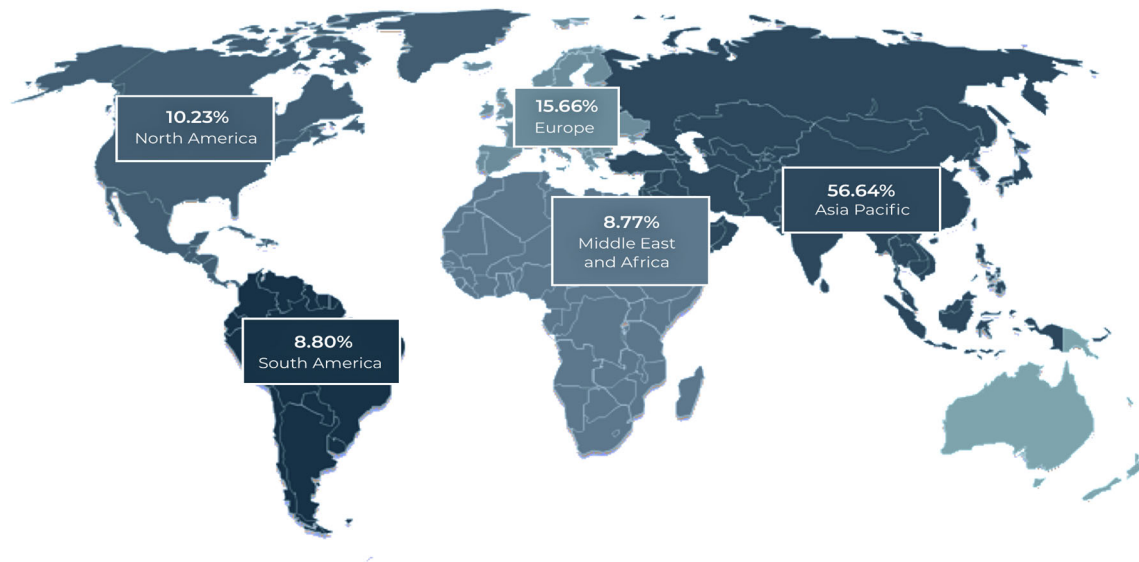 10.23%
North America
15.66%
Europe
56.64%
Asia Pacific
8.77%
Middle East
and Africa
8.80%
South America